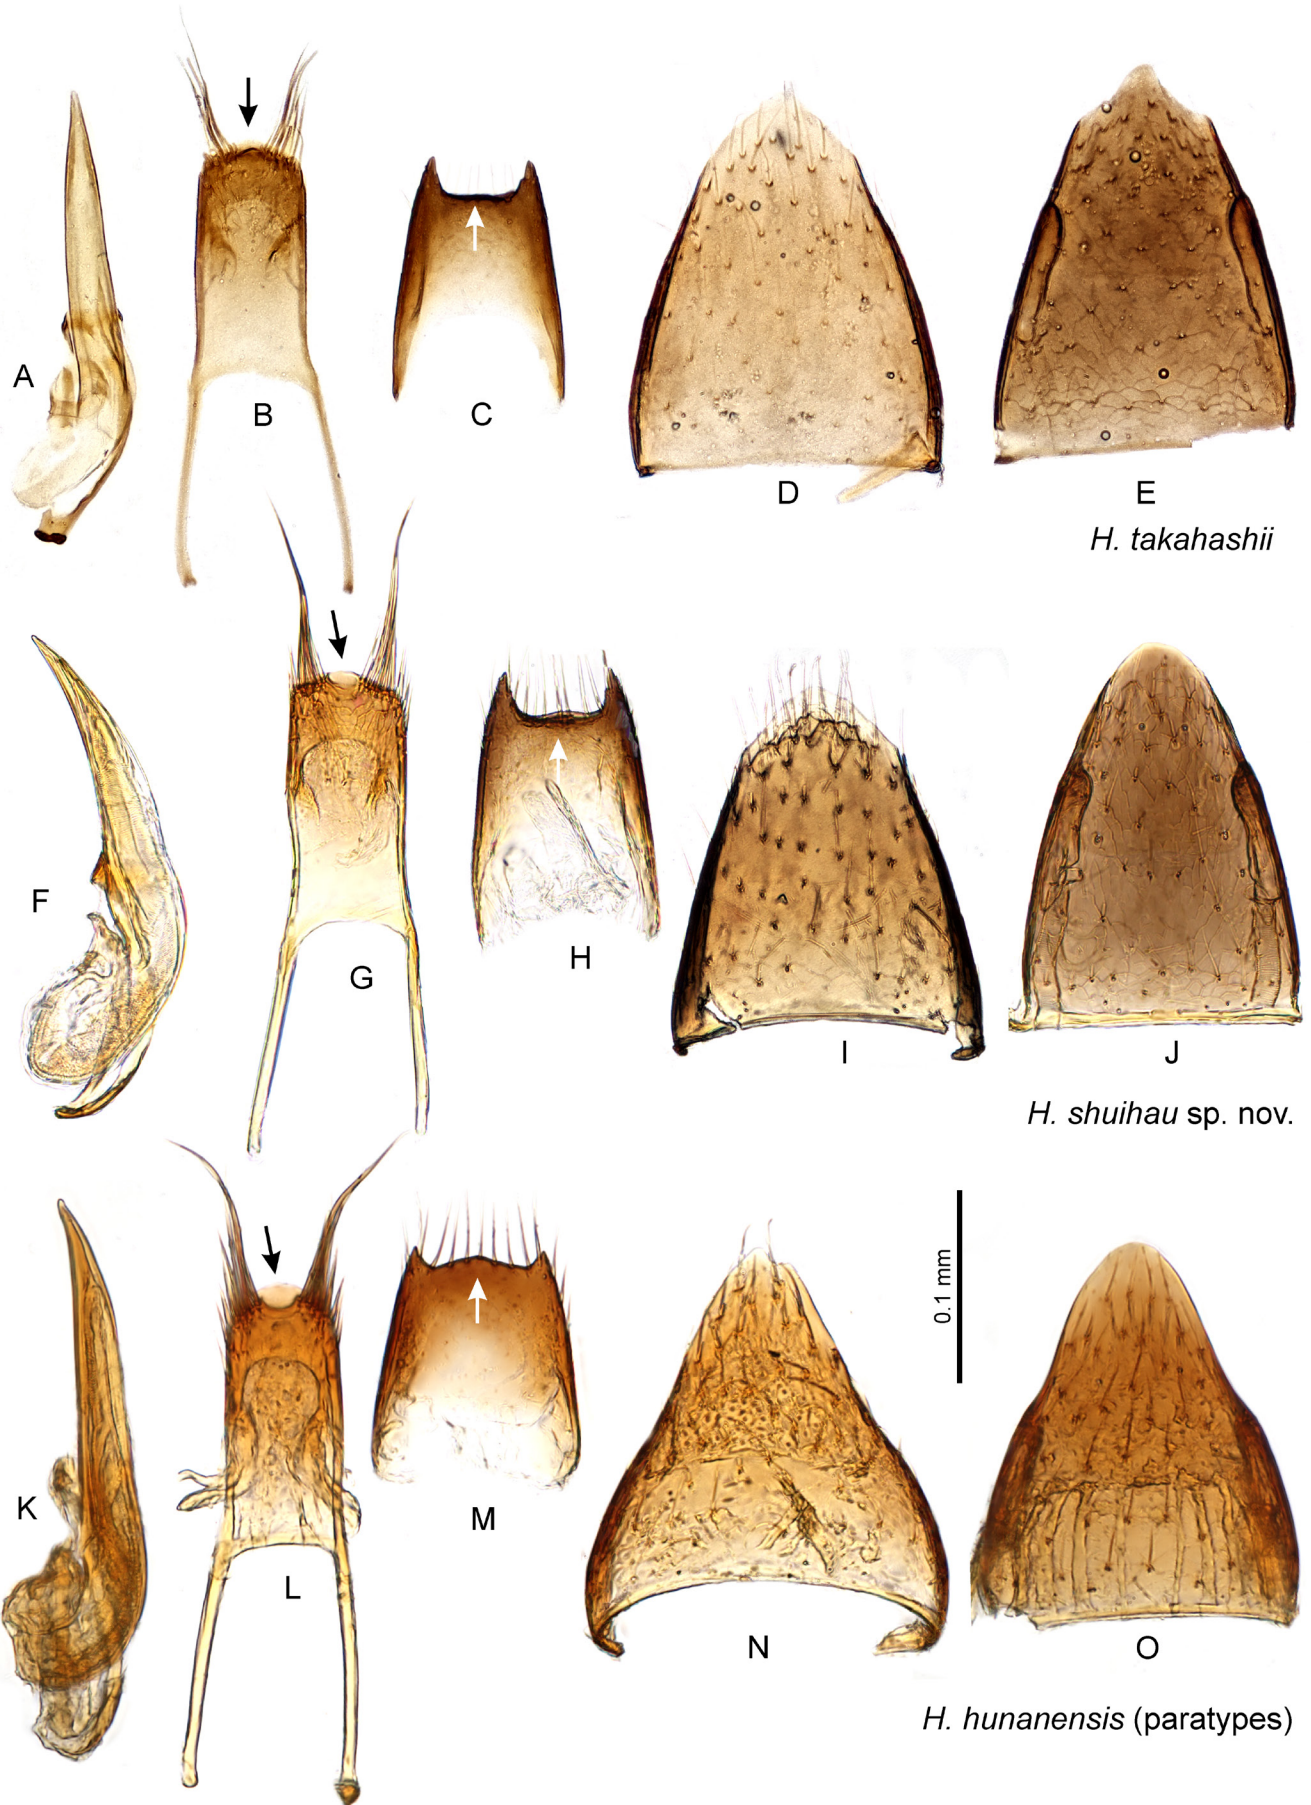 A
B
C
D
E
H. takahashii
F
G
H
I
J
H. shuihau sp. nov.
0.1 mm
K
L
M
N
O
H. hunanensis (paratypes)